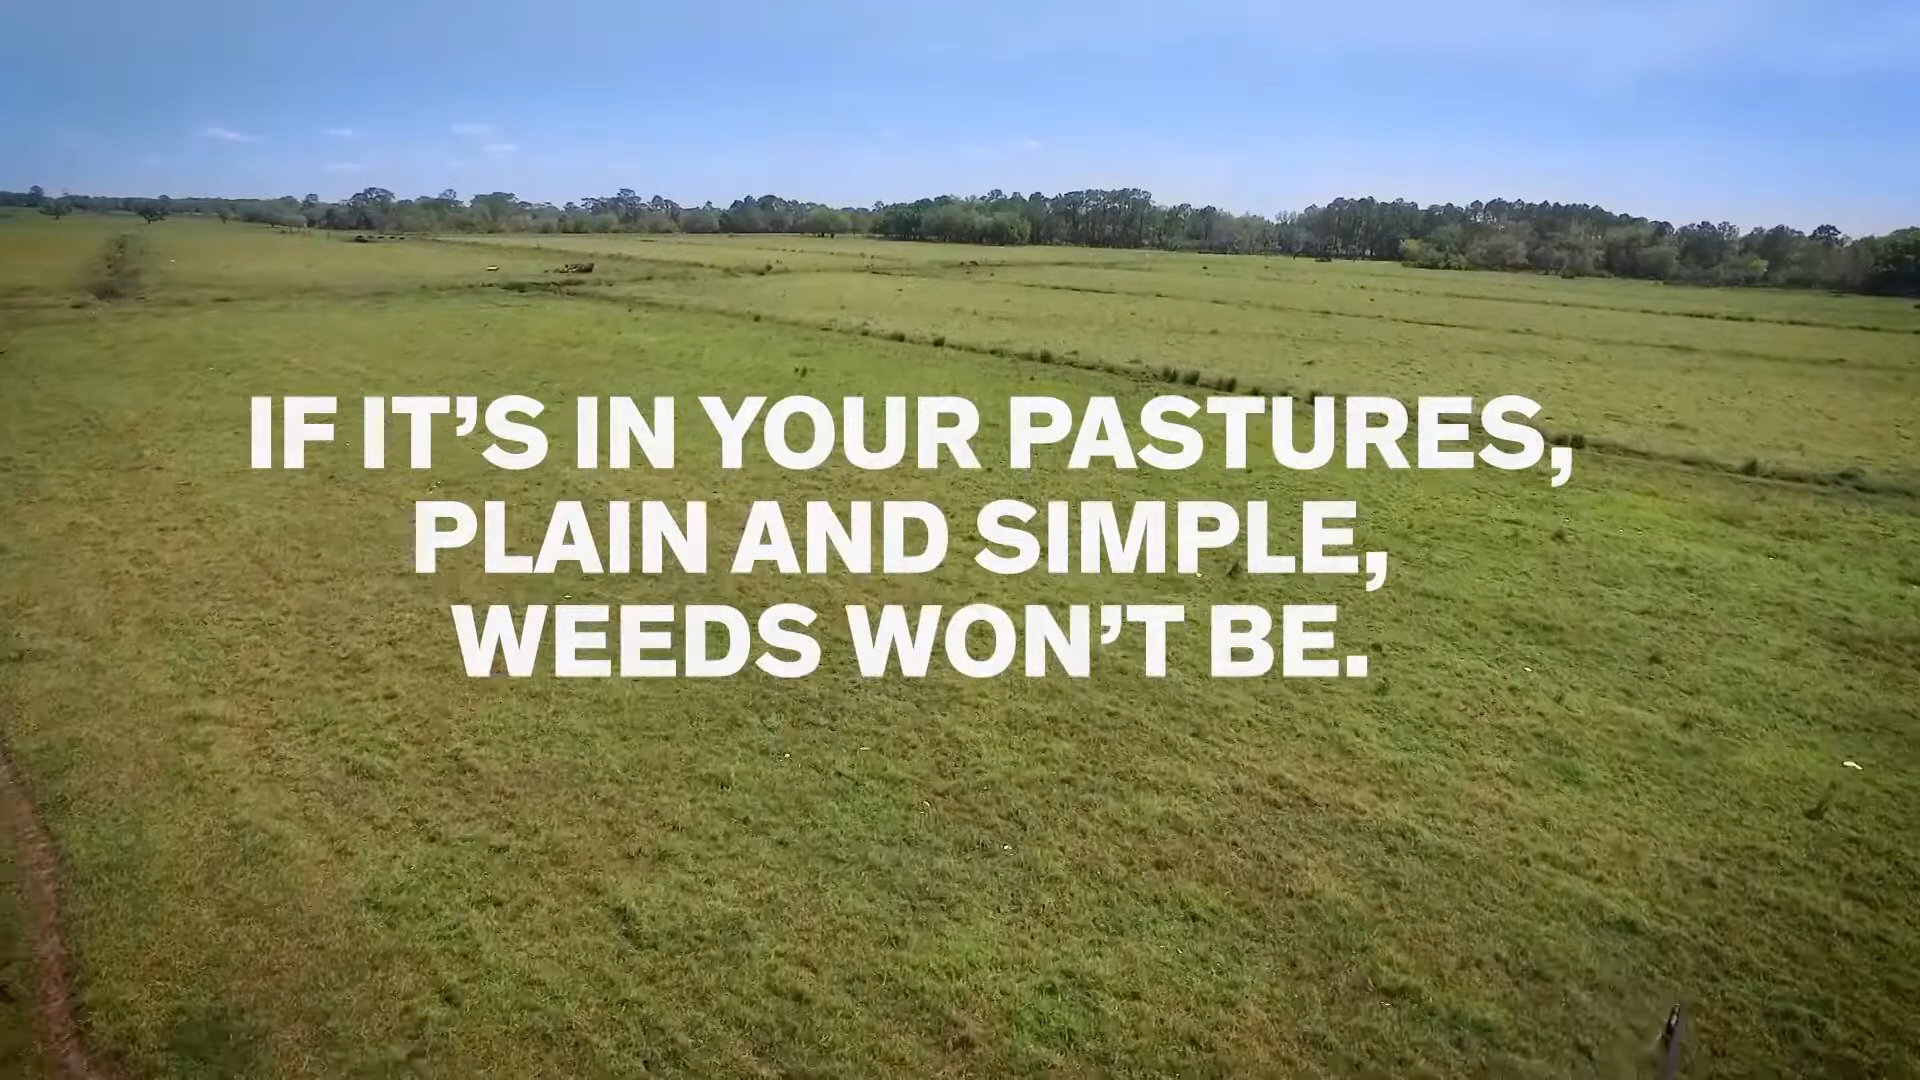 IF IT’S IN YOUR PASTURES,
PLAIN AND SIMPLE,
WEEDS WON’T BE.